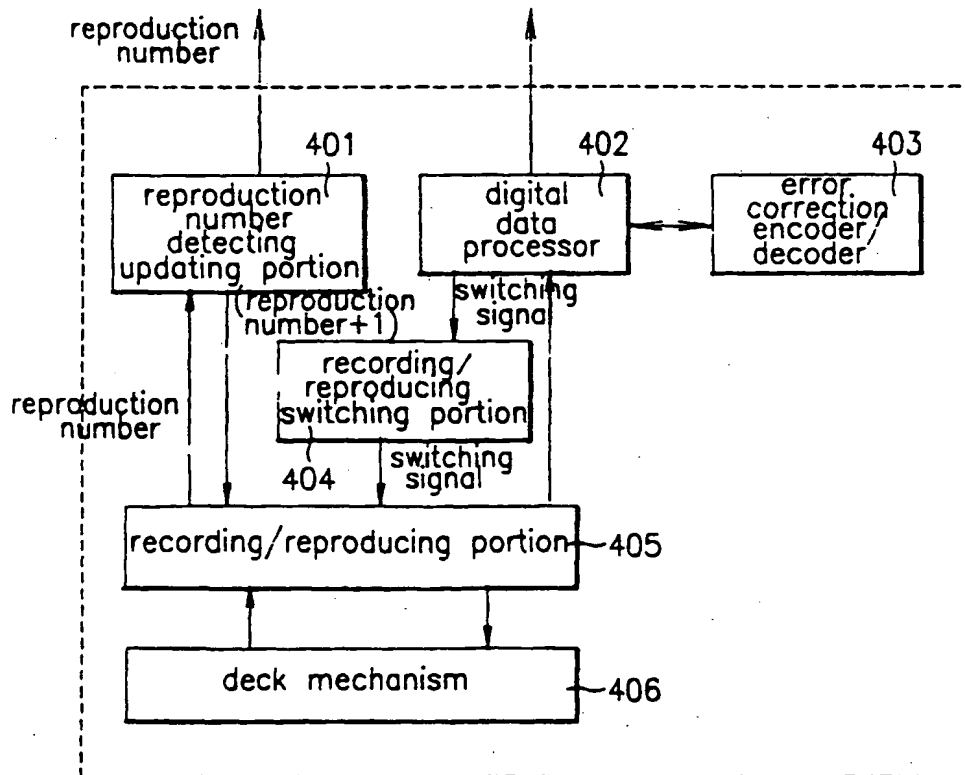 reproduction
number
401
402
403
reproduction
number
detecting
updating portion
digital
data
processor
error
correction
encoder/
decoder
(reproduction
number+1)
switching
signal
recording/
reproducing
switching portion
reproduction
number
404
switching
signal
recording/reproducing portion
405
deck mechanism
406